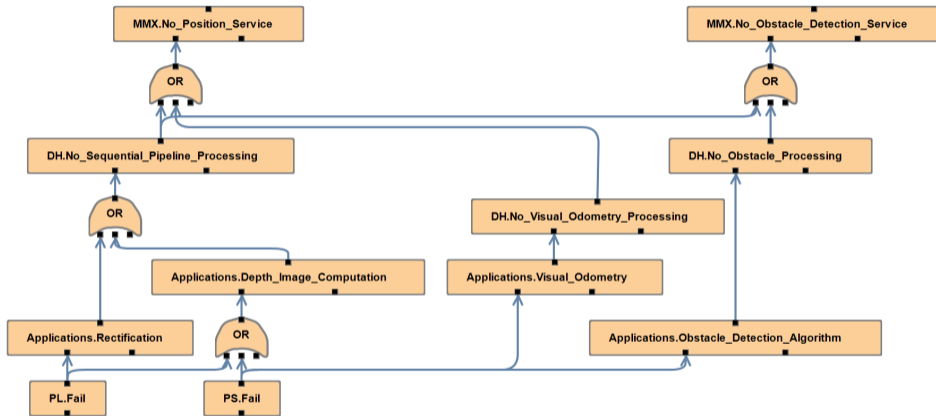 MMX.No_Position_Service
MMX.No_Obstacle_Detection_Service
OR
OR
DH.No_Sequential_Pipeline_Processing
DH.No_Obstacle_Processing
OR
DH.No_Visual_Odometry_Processing
Applications.Depth_Image_Computation
Applications.Visual_Odometry
Applications.Rectification
OR
Applications.Obstacle_Detection_Algorithm
PL.Fail
PS.Fail